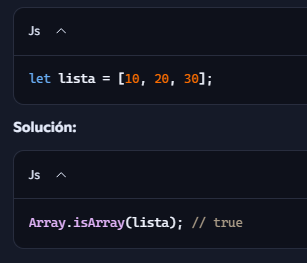 Js
let lista = [10, 20, 30];
Solución:
Js
Array.isArray(lista); // true